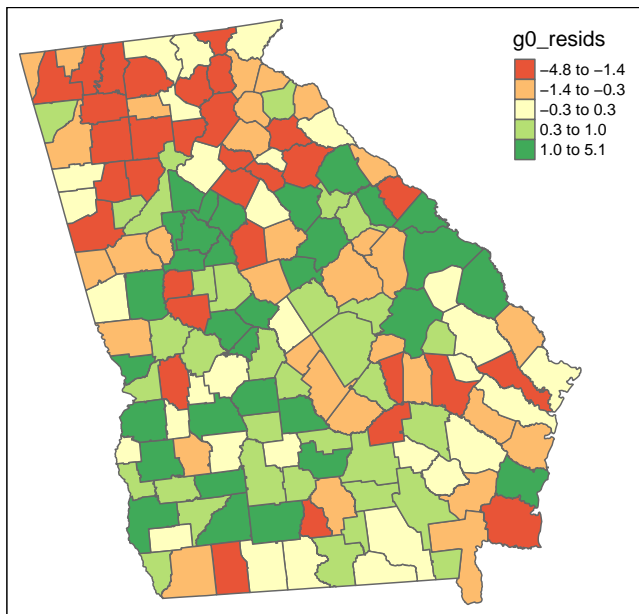 g0_resids
−4.8 to −1.4
−1.4 to −0.3
−0.3 to 0.3
0.3 to 1.0
1.0 to 5.1